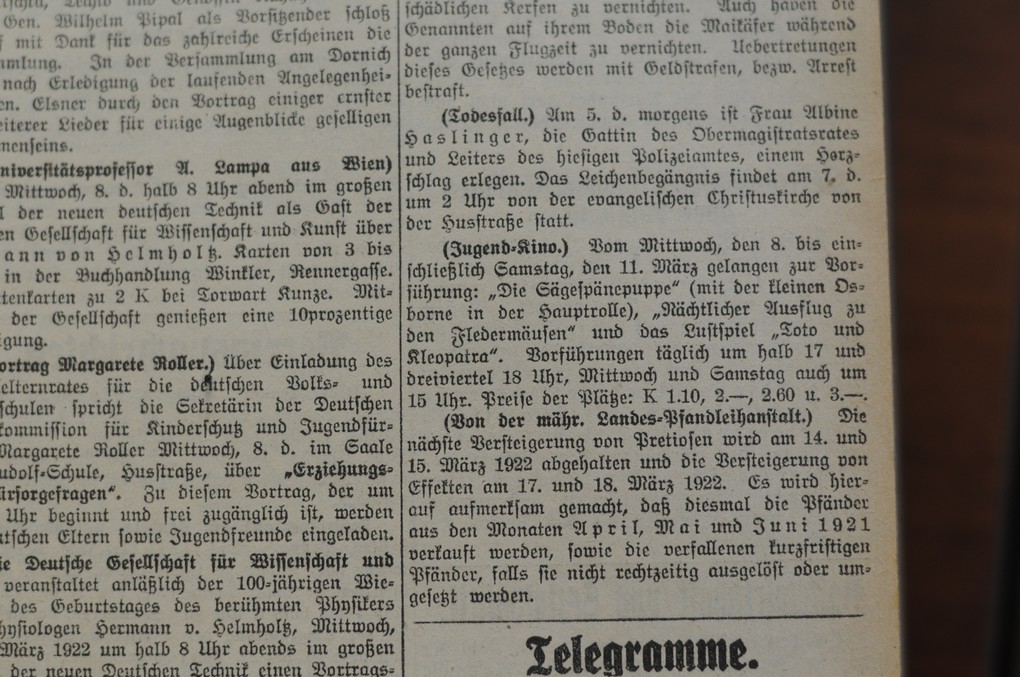 Gen. Wilhelm Pipal als Vorsitzender schloß
mit Dank für das zahlreiche Erscheinen die
mmlung. In der Versammlung am Dornich
nach Erledigung der laufenden Angelegenhei-
en. Elsner durch den Vortrag einiger ernster
eiterer Lieder für einige Augenblicke geselligen
menseins.
niversitätsprofessor A. Lampa aus Wien)
Mittwoch, 8. d. halb 8 Uhr abend im großen
l der neuen deutschen Technik als Gast der
en Gesellschaft für Wissenschaft und Kunst über
ann von Helmholtz. Karten von 3 bis
in der Buchhandlung Winkler, Rennergasse.
tenkarten zu 2 K bei Torwart Kunze. Mit-
der Gesellschaft genießen eine 10prozentige
igung.
ortrag Margarete Roller.) Über Einladung des
elternrates für die deutschen Volks- und
schulen spricht die Sekretärin der Deutschen
kommission für Kinderschutz und Jugendfür-
Margarete Roller Mittwoch, 8. d. im Saale
udolf-Schule, Husstraße, über „Erziehungs-
ürsorgefragen“. Zu diesem Vortrag, der um
Uhr beginnt und frei zugänglich ist, werden
utschen Eltern sowie Jugendfreunde eingeladen.
ie Deutsche Gesellschaft für Wissenschaft und
veranstaltet anläßlich der 100-jährigen Wie-
des Geburtstages des berühmten Physikers
hysiologen Hermann v. Helmholtz, Mittwoch,
März 1922 um halb 8 Uhr abends im großen
der neuen Deutschen Technik einen Vortrags-
schädlichen Kerfen zu vernichten. Auch haben die
Genannten auf ihrem Boden die Maikäfer während
der ganzen Flugzeit zu vernichten. Uebertretungen
dieses Gesetzes werden mit Geldstrafen, bezw. Arrest
bestraft.
(Todesfall.) Am 5. d. morgens ist Frau Albine
Haslinger, die Gattin des Obermagistratsrates
und Leiters des hiesigen Polizeiamtes, einem Herz-
schlag erlegen. Das Leichenbegängnis findet am 7. d.
um 2 Uhr von der evangelischen Christuskirche von
der Husstraße statt.
(Jugend-Kino.) Vom Mittwoch, den 8. bis ein-
schließlich Samstag, den 11. März gelangen zur Vor-
führung: „Die Sägespänepuppe“ (mit der kleinen Os-
borne in der Hauptrolle), „Nächtlicher Ausflug zu
den Fledermäusen“ und das Lustspiel „Toto und
Kleopatra“. Vorführungen täglich um halb 17 und
dreiviertel 18 Uhr, Mittwoch und Samstag auch um
15 Uhr. Preise der Plätze: K 1.10, 2.—, 2.60 u. 3.—.
(Von der mähr. Landes-Pfandleihanstalt.) Die
nächste Versteigerung von Pretiosen wird am 14. und
15. März 1922 abgehalten und die Versteigerung von
Effekten am 17. und 18. März 1922. Es wird hier-
auf aufmerksam gemacht, daß diesmal die Pfänder
aus den Monaten April, Mai und Juni 1921
verkauft werden, sowie die verfallenen kurzfristigen
Pfänder, falls sie nicht rechtzeitig ausgelöst oder um-
gesetzt werden.
Telegramme.